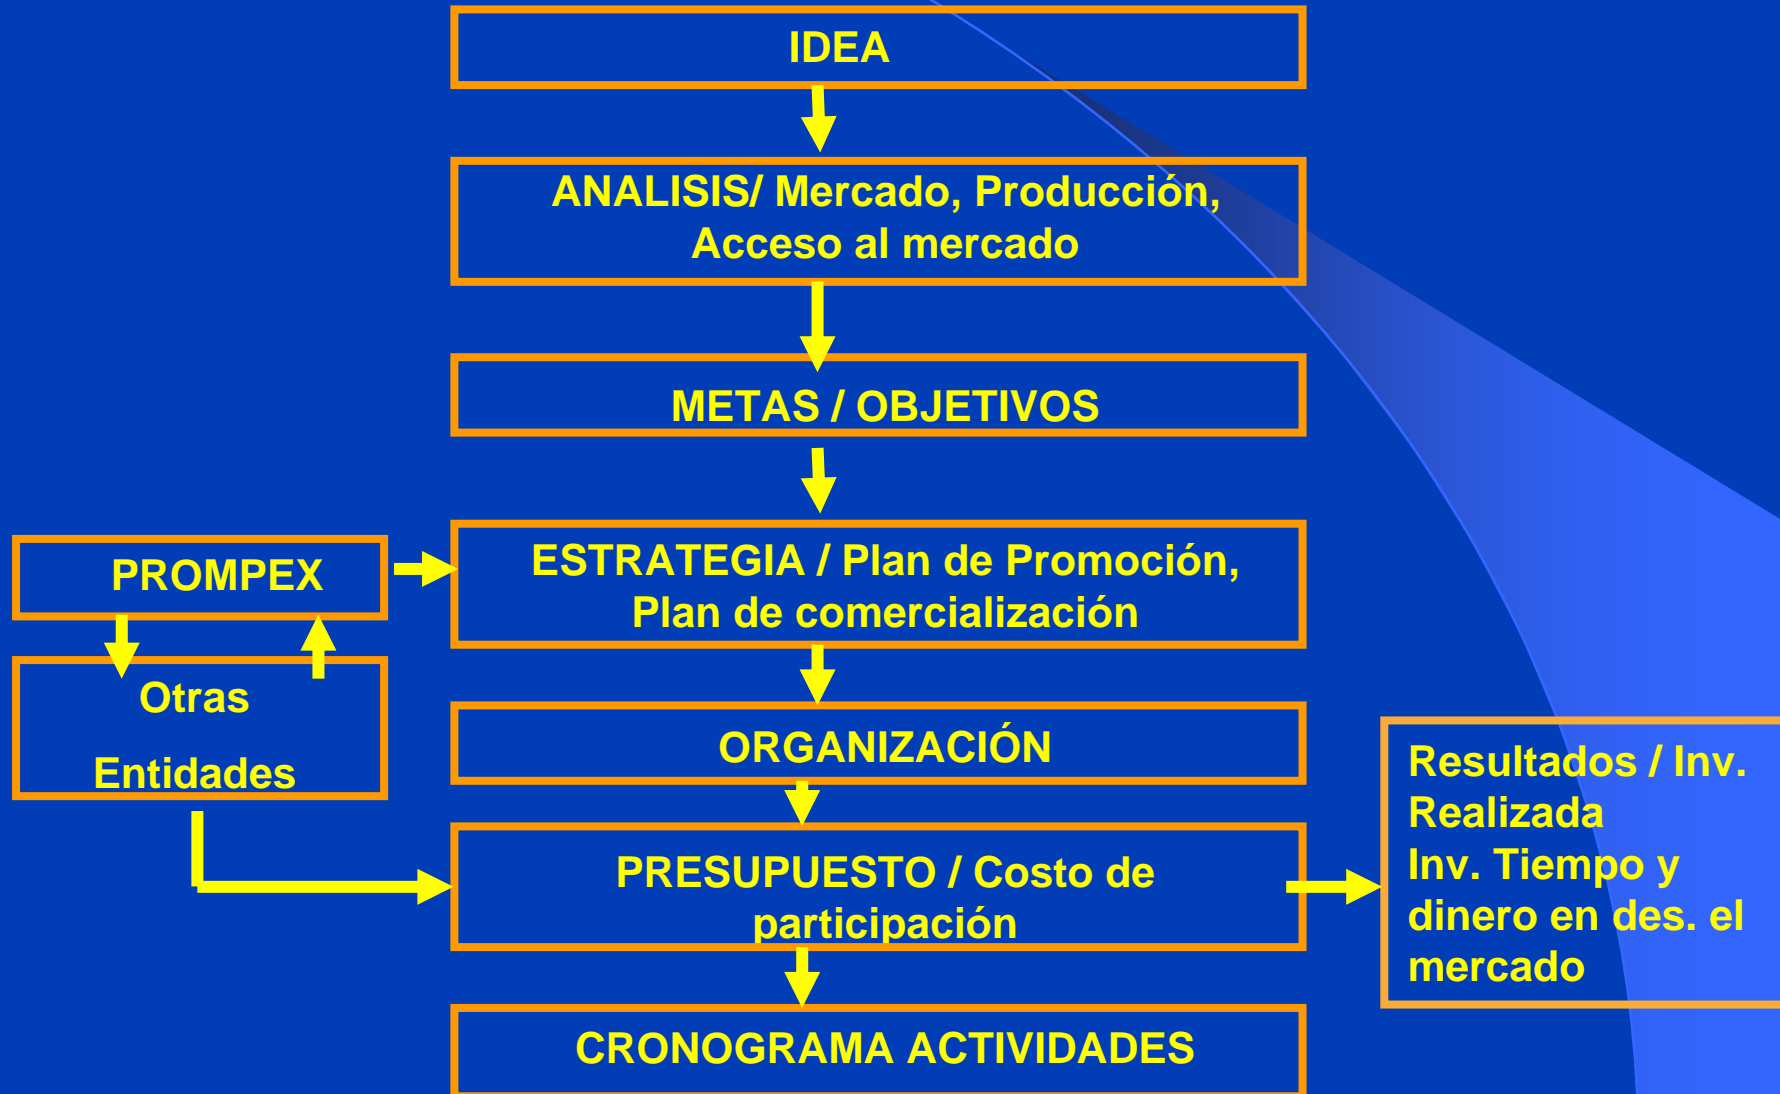 IDEA
ANALISIS/ Mercado, Producción,
Acceso al mercado
METAS / OBJETIVOS
PROMPEX
ESTRATEGIA / Plan de Promoción,
Plan de comercialización
Otras
Entidades
ORGANIZACIÓN
PRESUPUESTO / Costo de
participación
Resultados / Inv.
Realizada
Inv. Tiempo y
dinero en des. el
mercado
CRONOGRAMA ACTIVIDADES